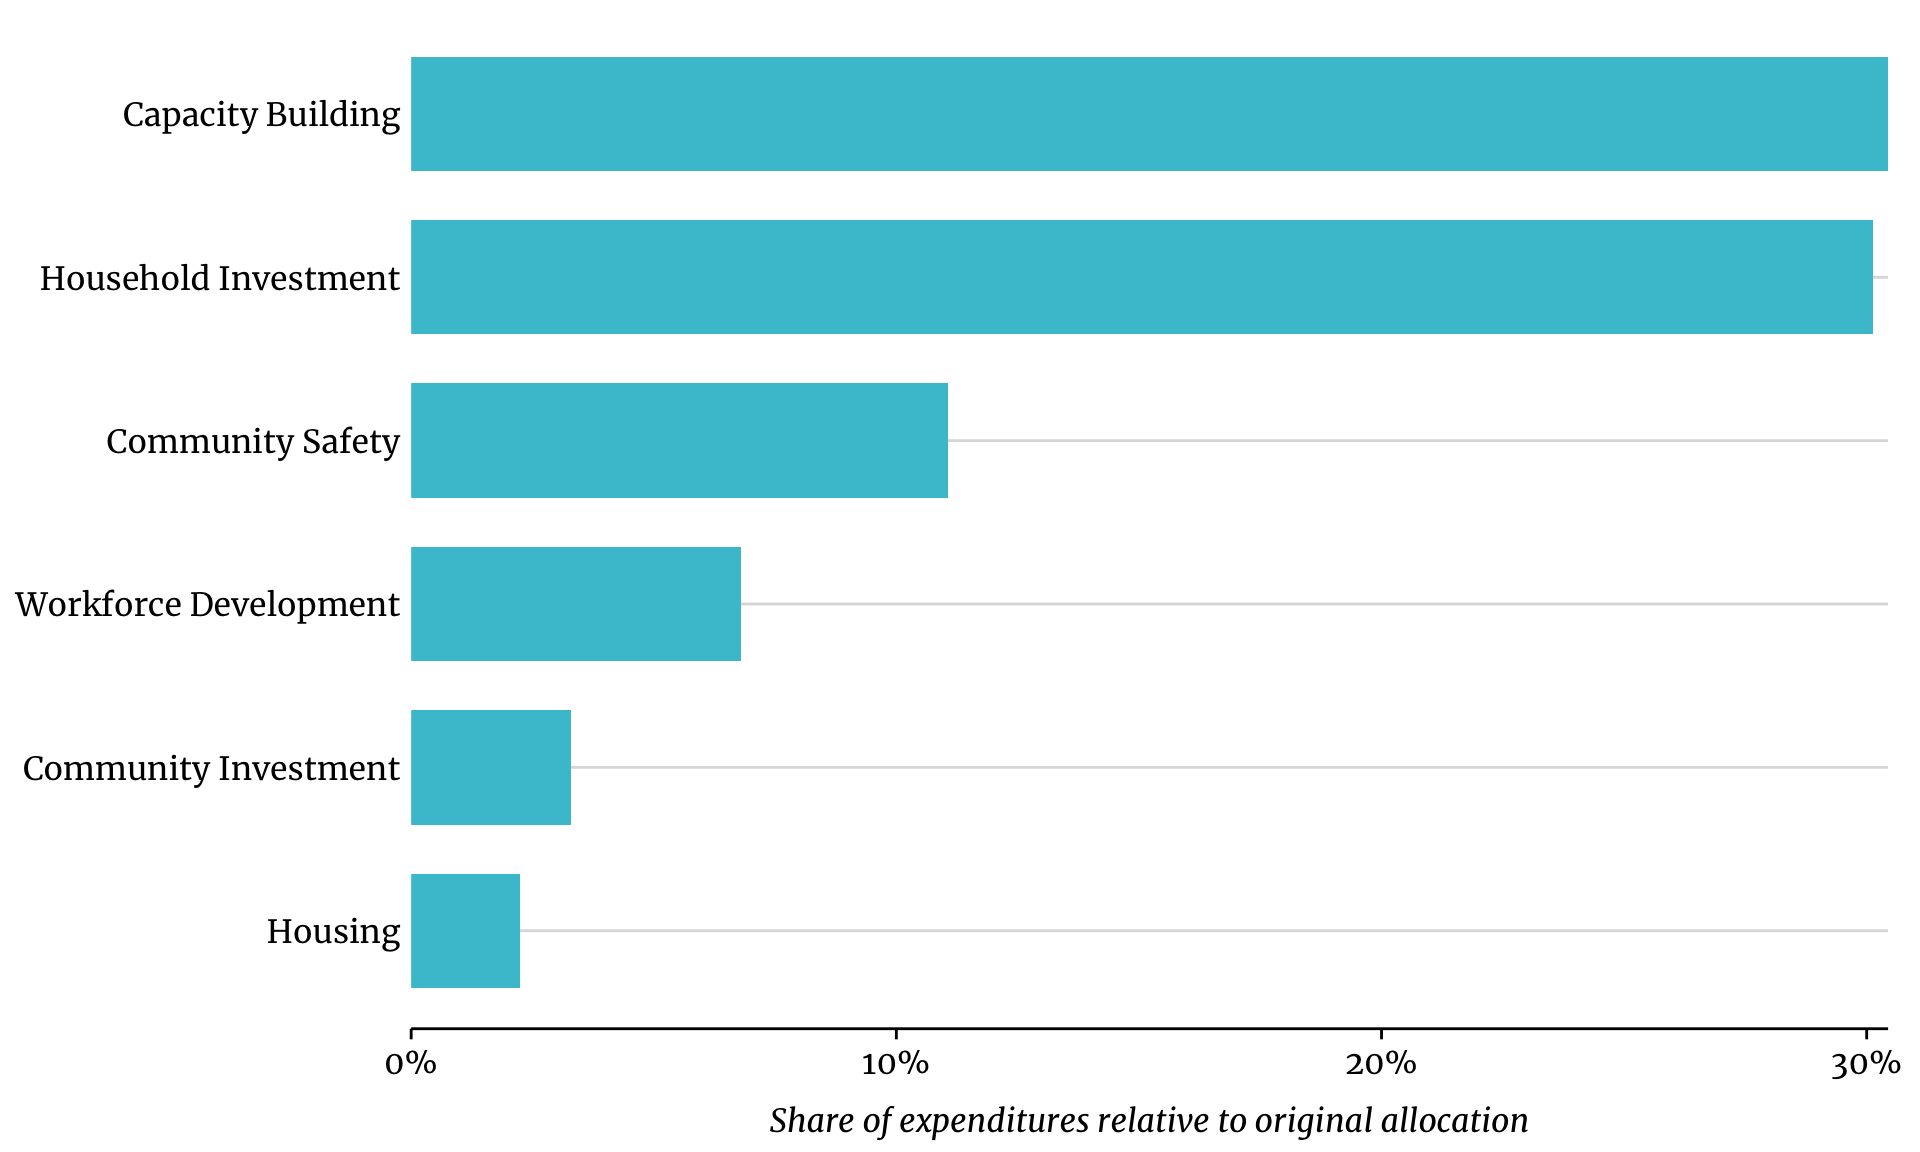 Capacity Building
Household Investment
Community Safety
Workforce Development
Community Investment
Housing
0% 10% 20% 30%
Share of expenditures relative to original allocation